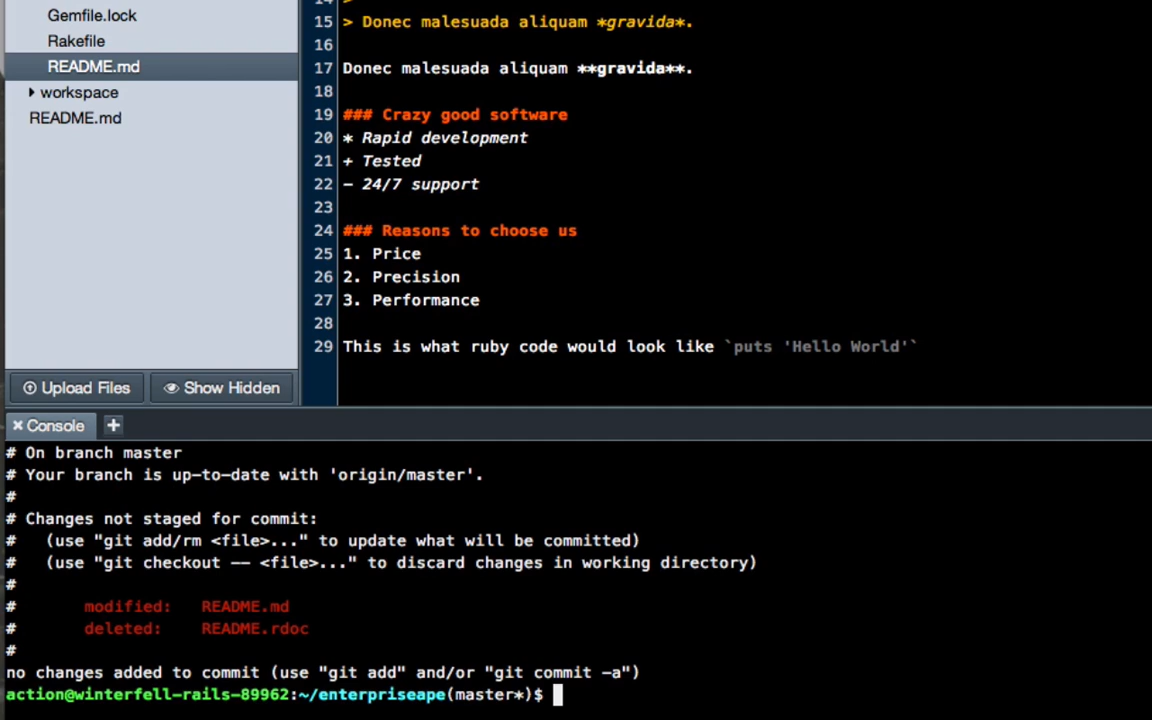 Gemfile.lock
Rakefile
README.md
workspace
README.md
Upload Files
Show Hidden
14 >
15 > Donec malesuada aliquam *gravida*.
16
17 Donec malesuada aliquam **gravida**.
18
19 ### Crazy good software
20 * Rapid development
21 + Tested
22 - 24/7 support
23
24 ### Reasons to choose us
25 1. Price
26 2. Precision
27 3. Performance
28
29 This is what ruby code would look like `puts 'Hello World'`
× Console +
# On branch master
# Your branch is up-to-date with 'origin/master'.
#
# Changes not staged for commit:
#   (use "git add/rm <file>..." to update what will be committed)
#   (use "git checkout -- <file>..." to discard changes in working directory)
#
#       modified:   README.md
#       deleted:    README.rdoc
#
no changes added to commit (use "git add" and/or "git commit -a")
action@winterfell-rails-89962:~/enterpriseape(master*)$